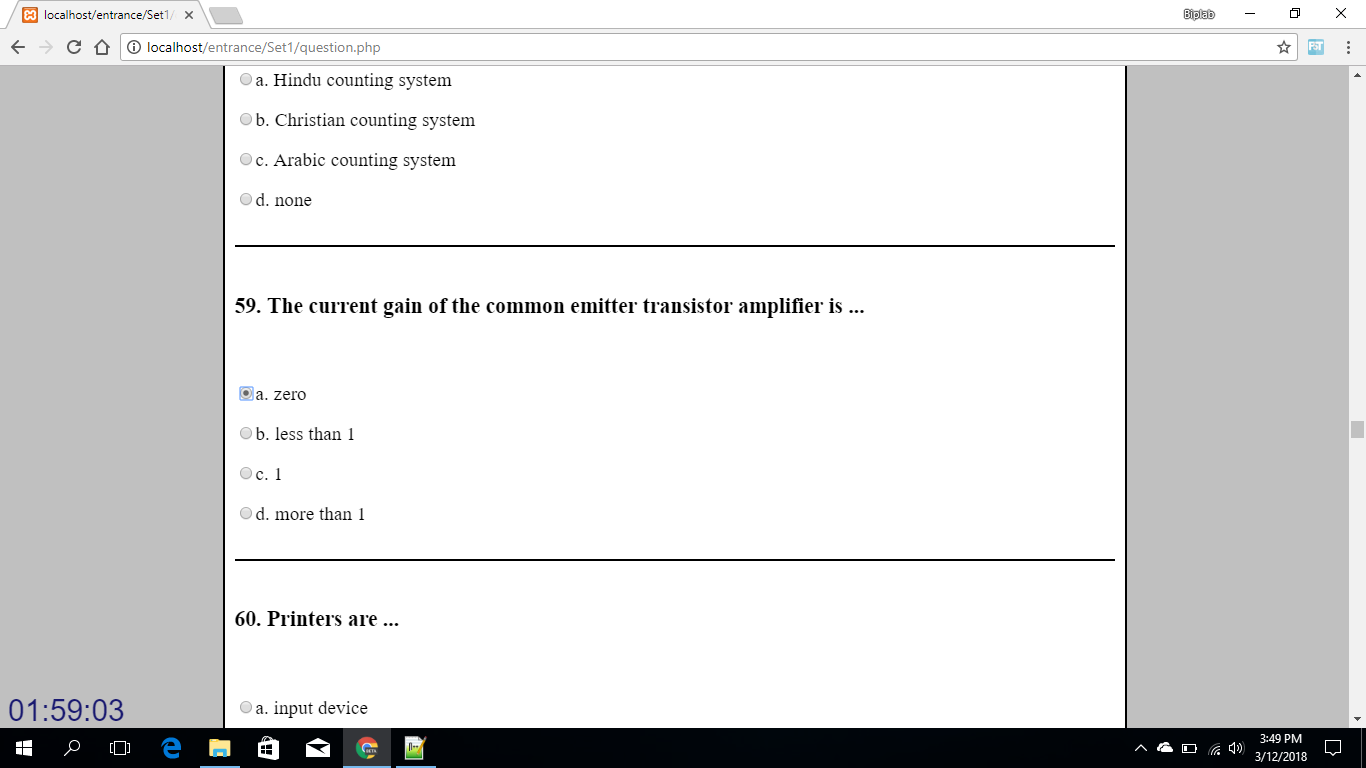 localhost/entrance/Set1/
Biplab
localhost/entrance/Set1/question.php
a. Hindu counting system
b. Christian counting system
c. Arabic counting system
d. none
59. The current gain of the common emitter transistor amplifier is ...
a. zero
b. less than 1
c. 1
d. more than 1
60. Printers are ...
a. input device
01:59:03
3:49 PM
3/12/2018